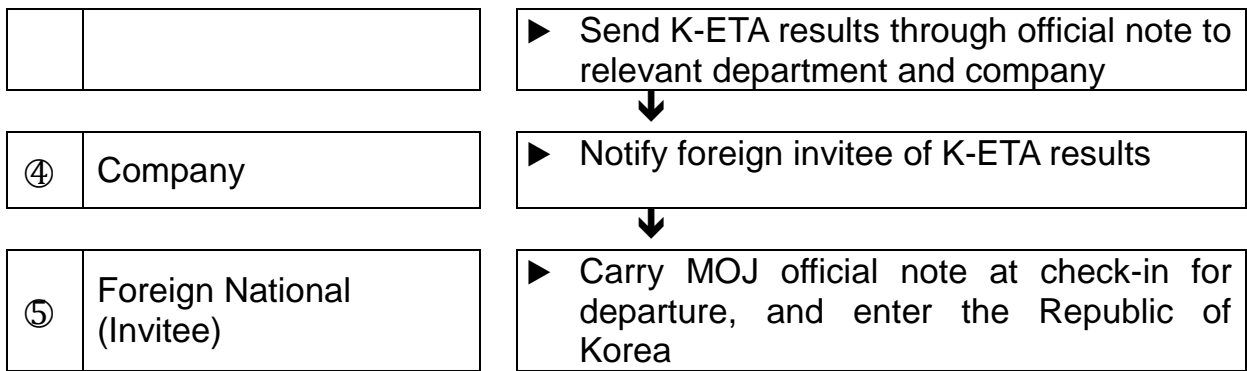 ▶ Send K-ETA results through official note to
relevant department and company
④ Company
▶ Notify foreign invitee of K-ETA results
⑤ Foreign National
(Invitee)
▶ Carry MOJ official note at check-in for
departure, and enter the Republic of
Korea